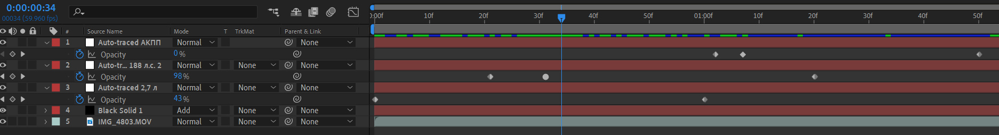 0:00:00:34
00034 (59.960 fps)
0:00f 10f 20f 30f 40f 50f 01:00f 10f 20f 30f 40f 50f
# Source Name Mode T TrkMat Parent & Link
1 Auto-traced АКПП Normal None
Opacity 0 %
2 Auto-tr... 188 л.с. 2 Normal None None
Opacity 98 %
3 Auto-traced 2,7 л Normal None None
Opacity 43 %
4 Black Solid 1 Add None None
5 IMG_4803.MOV Normal None None